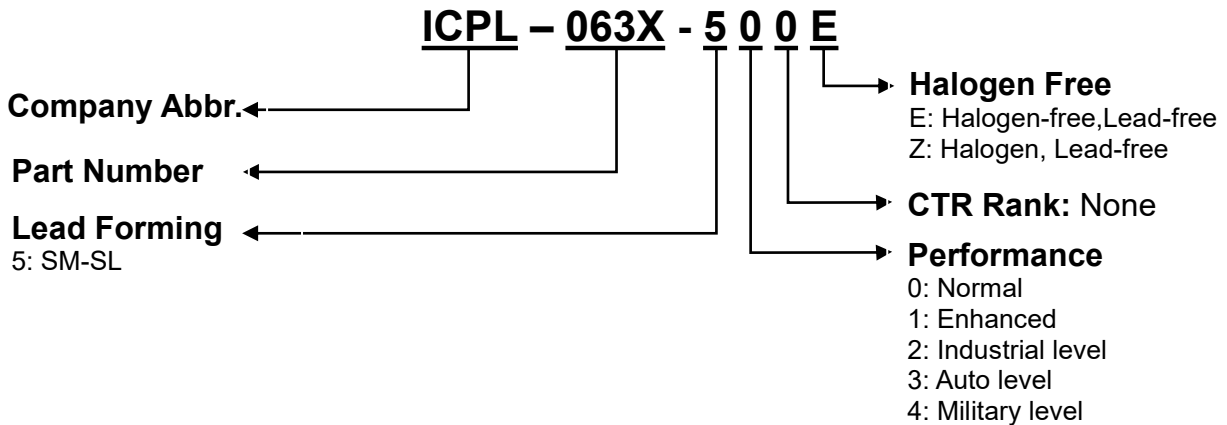 ICPL – 063X - 5 0 0 E
Company Abbr.
Part Number
Lead Forming
5: SM-SL
Halogen Free
E: Halogen-free,Lead-free
Z: Halogen, Lead-free
CTR Rank: None
Performance
0: Normal
1: Enhanced
2: Industrial level
3: Auto level
4: Military level